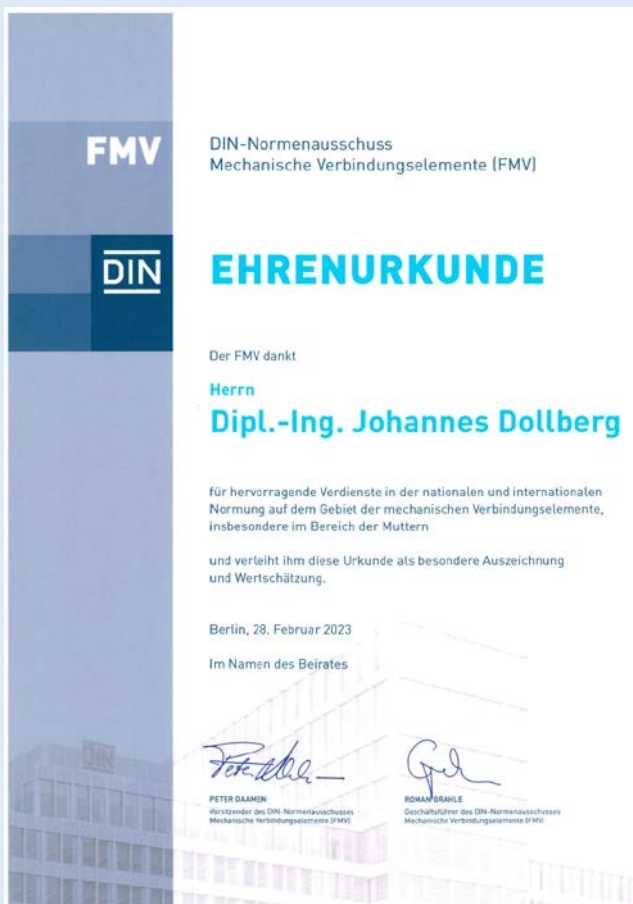 FMV
DIN-Normenausschuss
Mechanische Verbindungselemente (FMV)
DIN
EHRENURKUNDE
Der FMV dankt
Herrn
Dipl.-Ing. Johannes Dollberg
für hervorragende Verdienste in der nationalen und internationalen
Normung auf dem Gebiet der mechanischen Verbindungselemente,
insbesondere im Bereich der Muttern
und verleiht ihm diese Urkunde als besondere Auszeichnung
und Wertschätzung.
Berlin, 28. Februar 2023
Im Namen des Beirates
DIN
PETER DAAMEN
Vorsitzender des DIN-Normenausschusses
Mechanische Verbindungselemente (FMV)
ROMAN GRAHLE
Geschäftsführer des DIN-Normenausschusses
Mechanische Verbindungselemente (FMV)